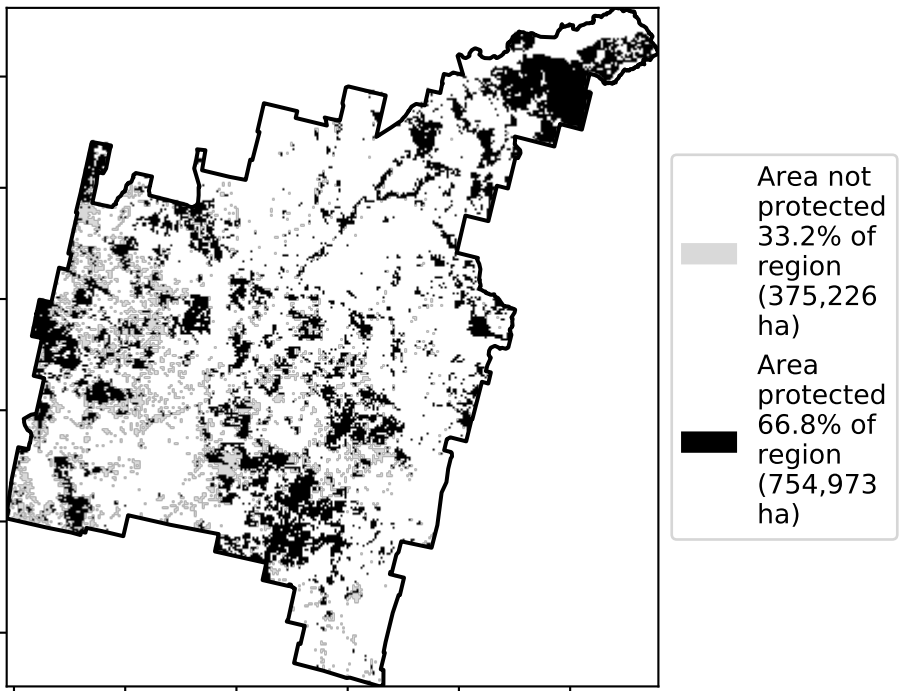 Area not
protected
33.2% of
region
(375,226
ha)
Area
protected
66.8% of
region
(754,973
ha)